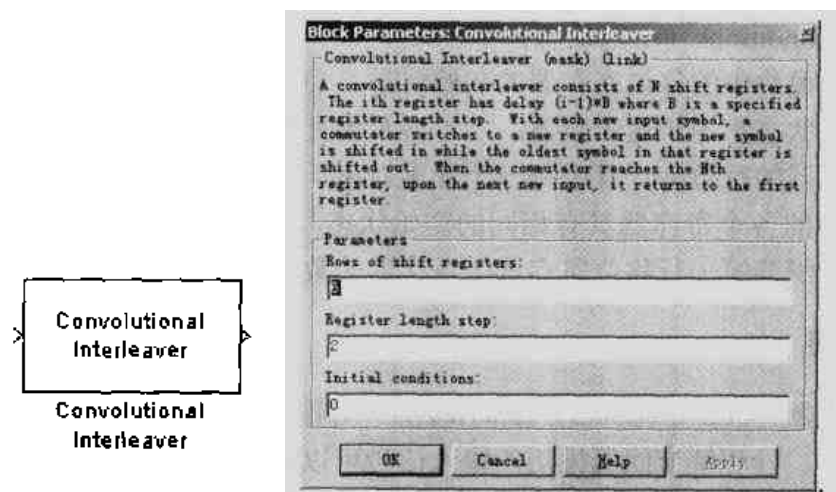 Convolutional
Interleaver
Convolutional
Interleaver
Block Parameters: Convolutional Interleaver
Convolutional Interleaver (mask) (link)
A convolutional interleaver consists of N shift registers.
The ith register has delay (i-1)*B where B is a specified
register length step. With each new input symbol, a
commutator switches to a new register and the new symbol
is shifted in while the oldest symbol in that register is
shifted out. When the commutator reaches the Nth
register, upon the next new input, it returns to the first
register.
Parameters
Rows of shift registers:
Register length step:
2
Initial conditions:
0
OK
Cancel
Help
Apply